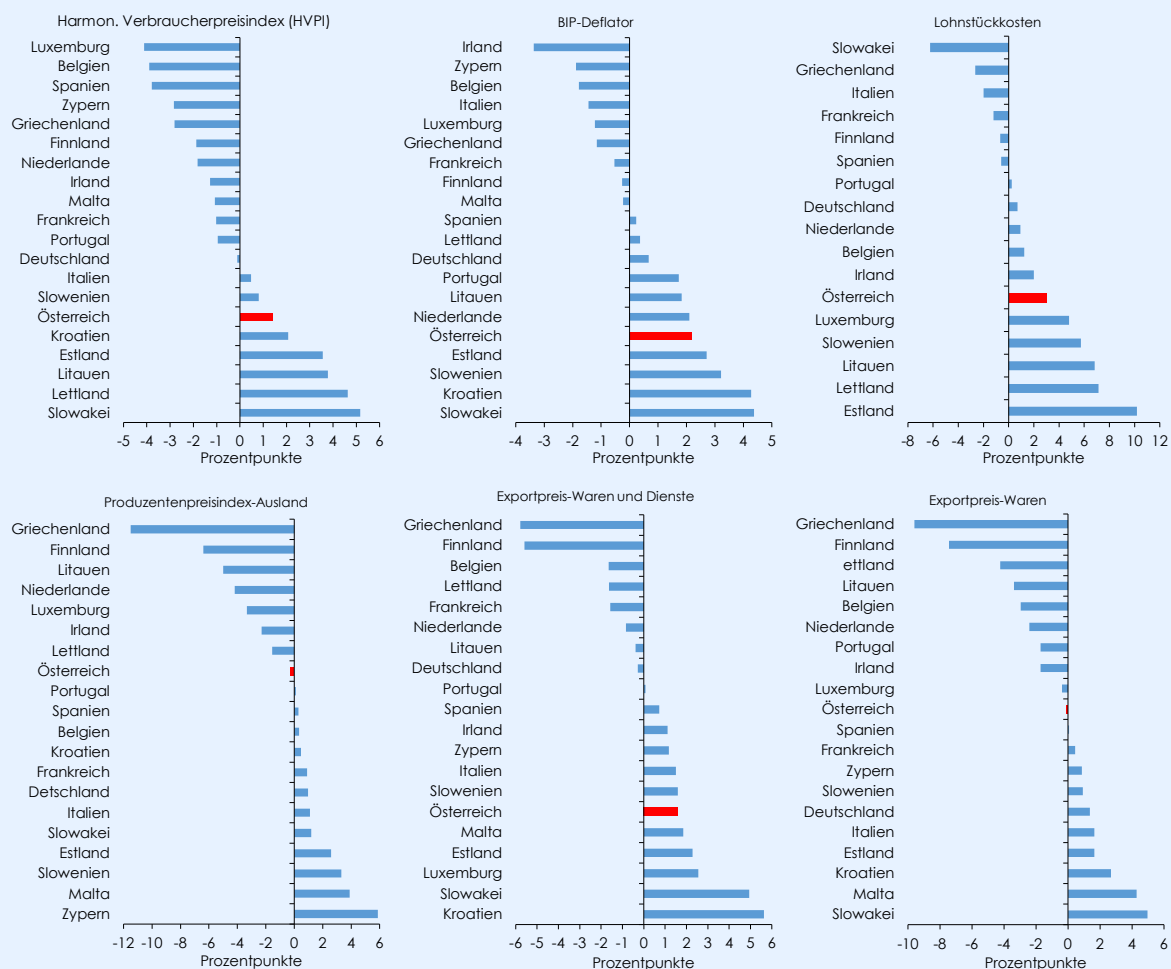 Harmon. Verbraucherpreisindex (HVPI)
Luxemburg
Belgien
Spanien
Zypern
Griechenland
Finnland
Niederlande
Irland
Malta
Frankreich
Portugal
Deutschland
Italien
Slowenien
Österreich
Kroatien
Estland
Litauen
Lettland
Slowakei
-5 -4 -3 -2 -1 0 1 2 3 4 5 6
Prozentpunkte
BIP-Deflator
Irland
Zypern
Belgien
Italien
Luxemburg
Griechenland
Frankreich
Finnland
Malta
Spanien
Lettland
Deutschland
Portugal
Litauen
Niederlande
Österreich
Estland
Slowenien
Kroatien
Slowakei
-4 -3 -2 -1 0 1 2 3 4 5
Prozentpunkte
Lohnstückkosten
Slowakei
Griechenland
Italien
Frankreich
Finnland
Spanien
Portugal
Deutschland
Niederlande
Belgien
Irland
Österreich
Luxemburg
Slowenien
Litauen
Lettland
Estland
-8 -6 -4 -2 0 2 4 6 8 10 12
Prozentpunkte
Produzentenpreisindex-Ausland
Griechenland
Finnland
Litauen
Niederlande
Luxemburg
Irland
Lettland
Österreich
Portugal
Spanien
Belgien
Kroatien
Frankreich
Detschland
Italien
Slowakei
Estland
Slowenien
Malta
Zypern
-12 -10 -8 -6 -4 -2 0 2 4 6
Prozentpunkte
Exportpreis-Waren und Dienste
Griechenland
Finnland
Belgien
Lettland
Frankreich
Niederlande
Litauen
Deutschland
Portugal
Spanien
Irland
Zypern
Italien
Slowenien
Österreich
Malta
Estland
Luxemburg
Slowakei
Kroatien
-6 -5 -4 -3 -2 -1 0 1 2 3 4 5 6
Prozentpunkte
Exportpreis-Waren
Griechenland
Finnland
ettland
Litauen
Belgien
Niederlande
Portugal
Irland
Luxemburg
Österreich
Spanien
Frankreich
Zypern
Slowenien
Deutschland
Italien
Estland
Kroatien
Malta
Slowakei
-10 -8 -6 -4 -2 0 2 4 6
Prozentpunkte